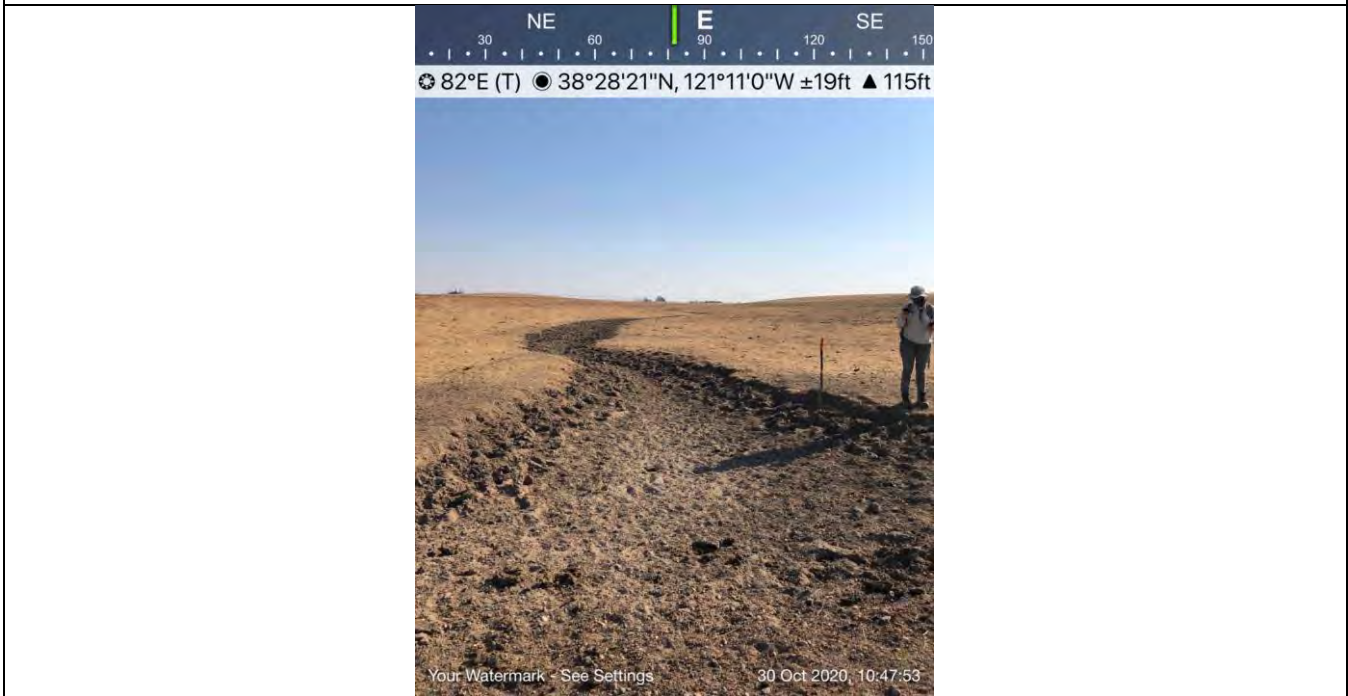 NE E SE
30 60 90 120 150
82°E (T) 38°28'21"N, 121°11'0"W ±19ft ▲ 115ft
Your Watermark - See Settings 30 Oct 2020, 10:47:53